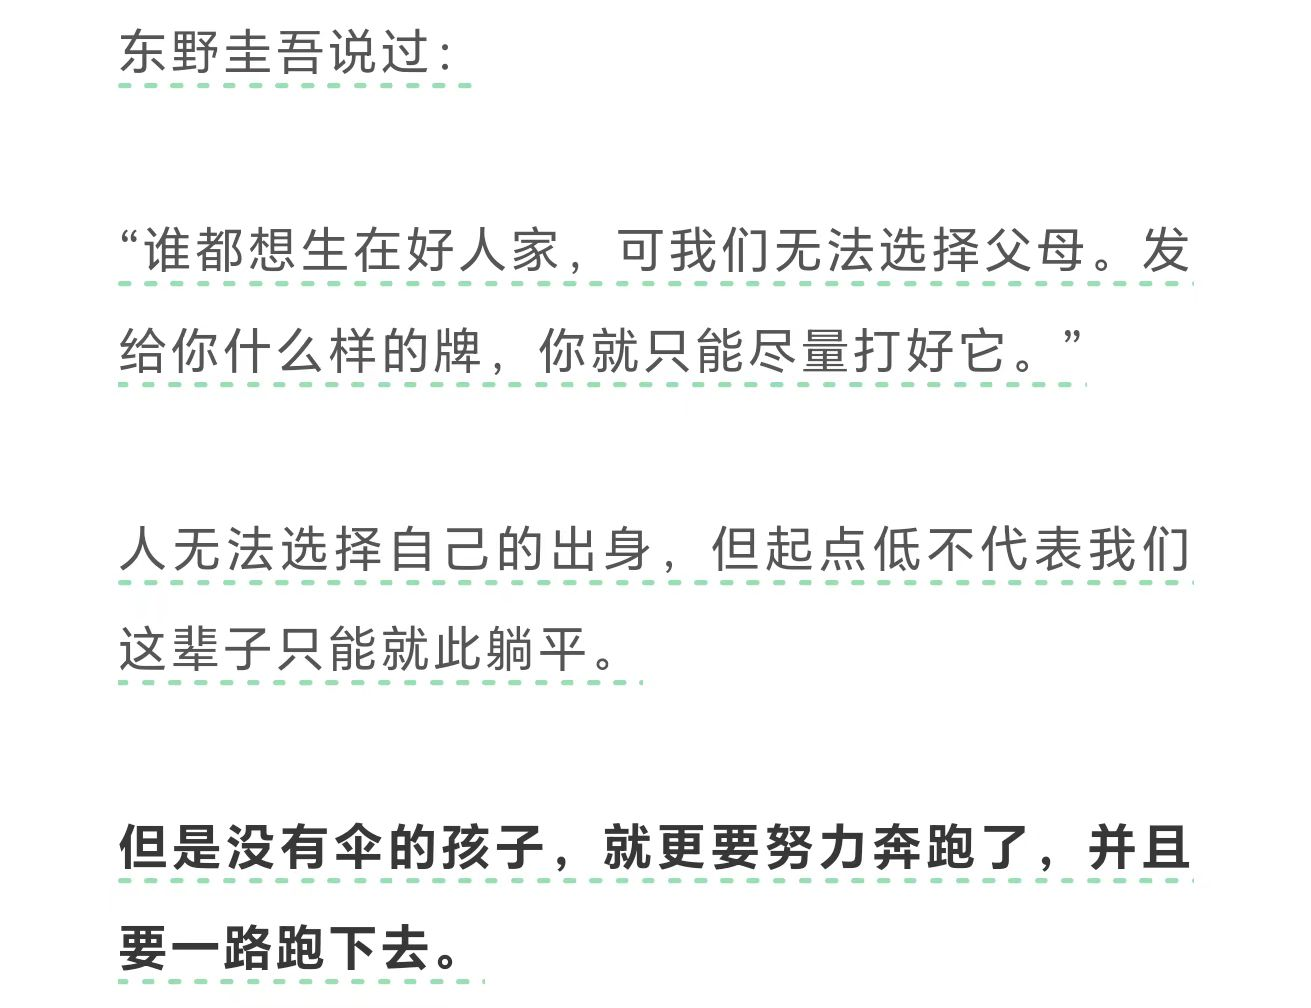 东野圭吾说过：
“谁都想生在好人家，可我们无法选择父母。发
给你什么样的牌，你就只能尽量打好它。”
人无法选择自己的出身，但起点低不代表我们
这辈子只能就此躺平。
但是没有伞的孩子，就更要努力奔跑了，并且
要一路跑下去。